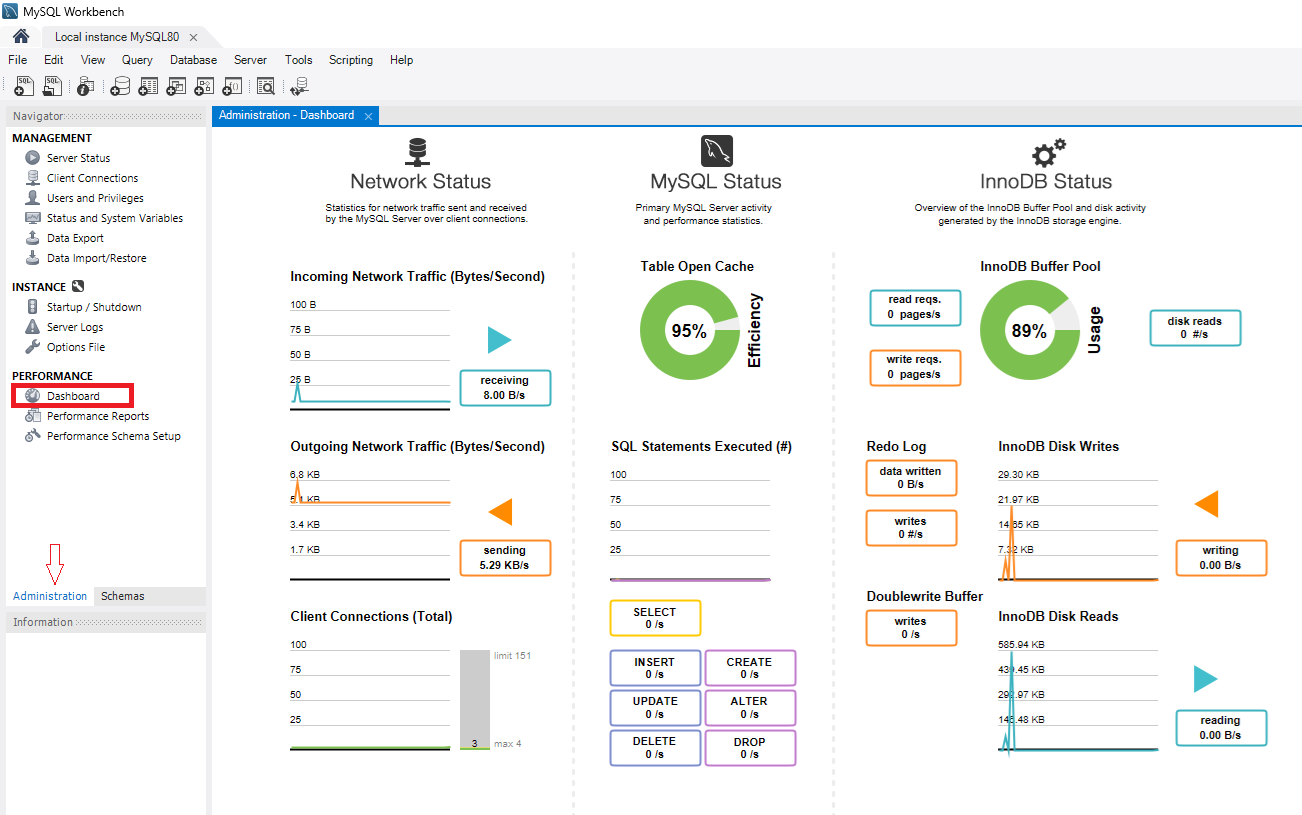 MySQL Workbench
Local instance MySQL80
File Edit View Query Database Server Tools Scripting Help
Navigator
MANAGEMENT
Server Status
Client Connections
Users and Privileges
Status and System Variables
Data Export
Data Import/Restore
INSTANCE
Startup / Shutdown
Server Logs
Options File
PERFORMANCE
Dashboard
Performance Reports
Performance Schema Setup
Administration Schemas
Information
Administration - Dashboard
Network Status
Statistics for network traffic sent and received
by the MySQL Server over client connections.
Incoming Network Traffic (Bytes/Second)
100 B
75 B
50 B
25 B
receiving
8.00 B/s
Outgoing Network Traffic (Bytes/Second)
6.8 KB
5.1 KB
3.4 KB
1.7 KB
sending
5.29 KB/s
Client Connections (Total)
100
75
50
25
limit 151
3
max 4
MySQL Status
Primary MySQL Server activity
and performance statistics.
Table Open Cache
95%
Efficiency
SQL Statements Executed (#)
100
75
50
25
SELECT
0 /s
INSERT
0 /s
CREATE
0 /s
UPDATE
0 /s
ALTER
0 /s
DELETE
0 /s
DROP
0 /s
InnoDB Status
Overview of the InnoDB Buffer Pool and disk activity
generated by the InnoDB storage engine.
InnoDB Buffer Pool
read reqs.
0 pages/s
write reqs.
0 pages/s
89%
Usage
disk reads
0 #/s
Redo Log
data written
0 B/s
writes
0 #/s
Doublewrite Buffer
writes
0 /s
InnoDB Disk Writes
29.30 KB
21.97 KB
14.65 KB
7.32 KB
writing
0.00 B/s
InnoDB Disk Reads
585.94 KB
439.45 KB
292.97 KB
146.48 KB
reading
0.00 B/s